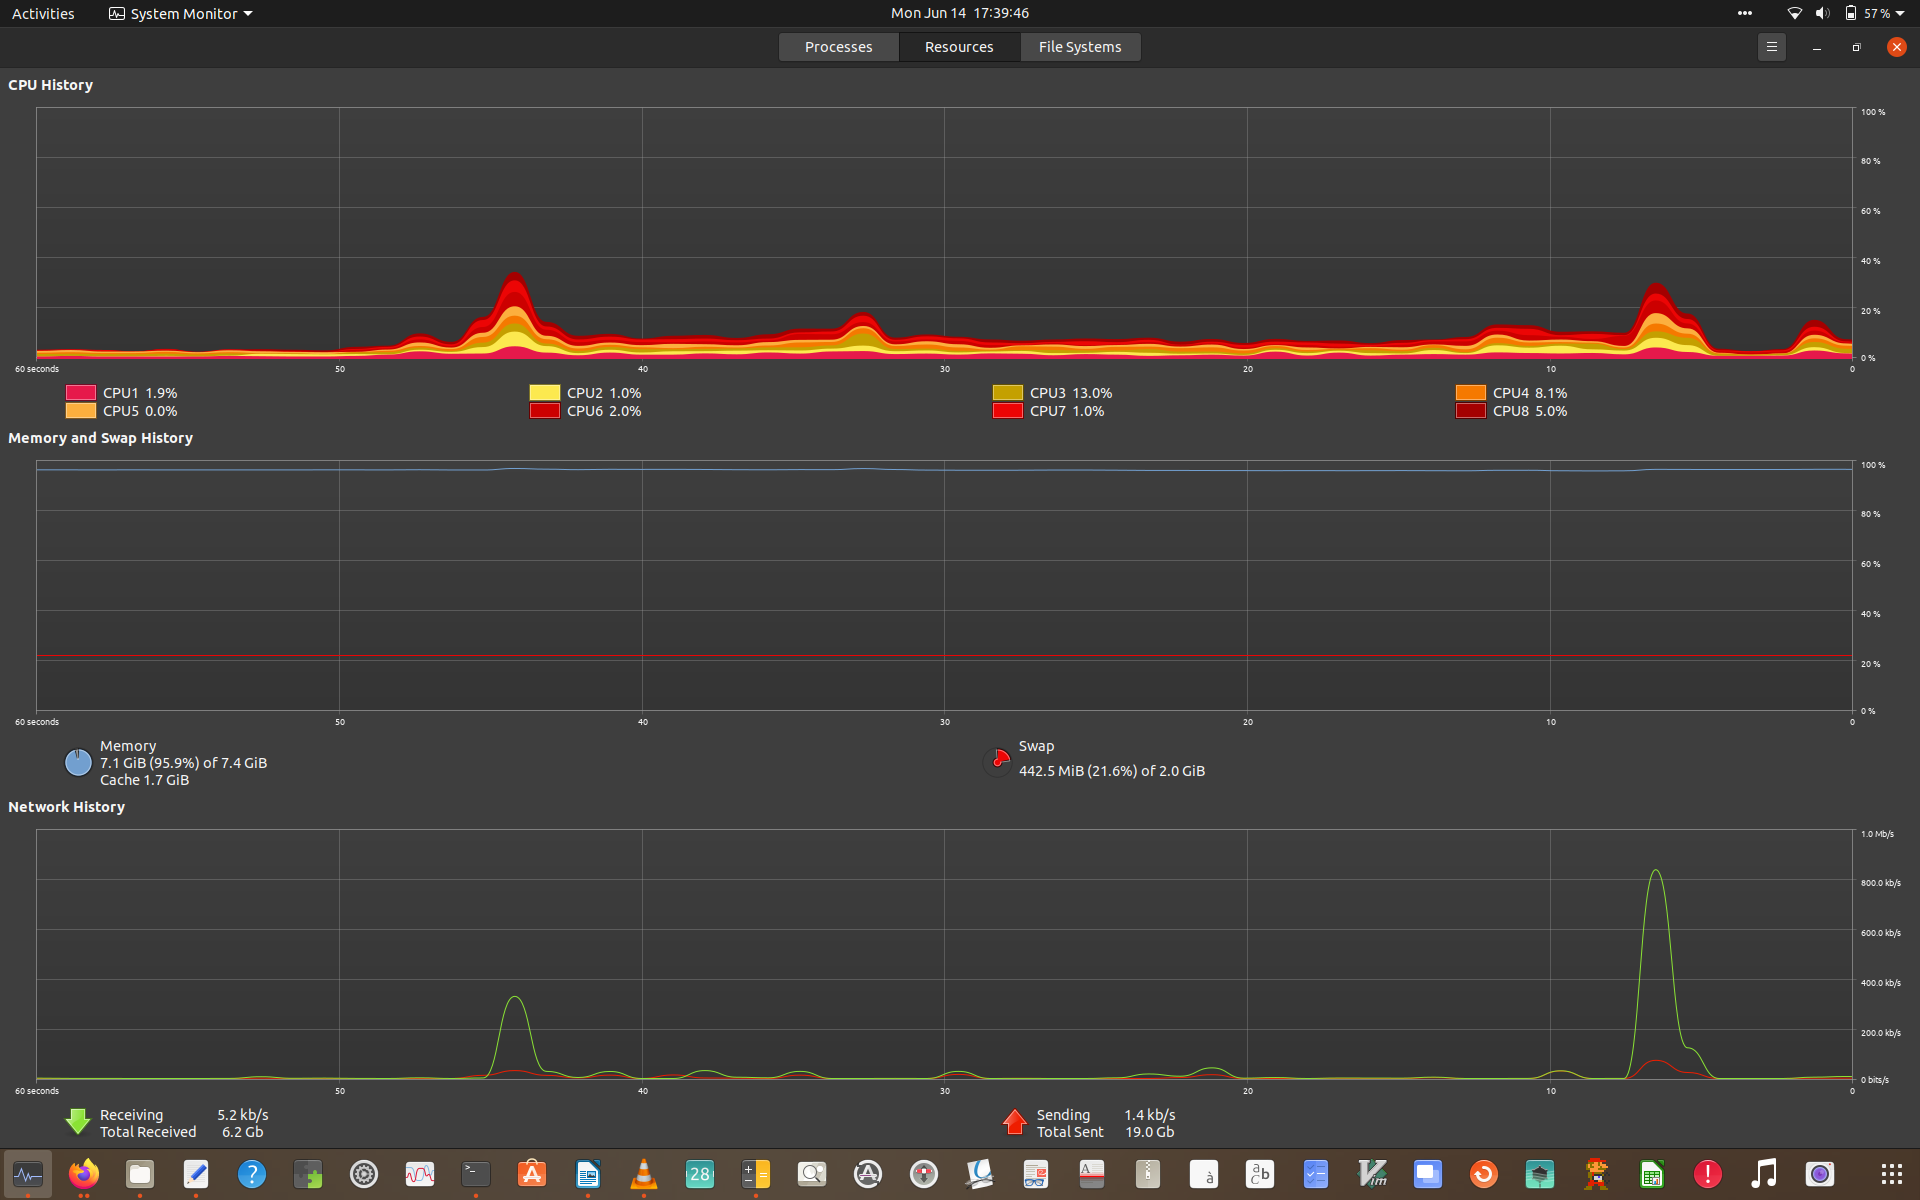 Activities System Monitor Mon Jun 14 17:39:46 57 %
Processes Resources File Systems
CPU History
100 %
80 %
60 %
40 %
20 %
0 %
60 seconds 50 40 30 20 10 0
CPU1 1.9% CPU2 1.0% CPU3 13.0% CPU4 8.1%
CPU5 0.0% CPU6 2.0% CPU7 1.0% CPU8 5.0%
Memory and Swap History
100 %
80 %
60 %
40 %
20 %
0 %
60 seconds 50 40 30 20 10 0
Memory Swap
7.1 GiB (95.9%) of 7.4 GiB 442.5 MiB (21.6%) of 2.0 GiB
Cache 1.7 GiB
Network History
1.0 Mb/s
800.0 kb/s
600.0 kb/s
400.0 kb/s
200.0 kb/s
0 bits/s
60 seconds 50 40 30 20 10 0
Receiving 5.2 kb/s Sending 1.4 kb/s
Total Received 6.2 Gb Total Sent 19.0 Gb
? >_ A 28 A A à a b c Vim !